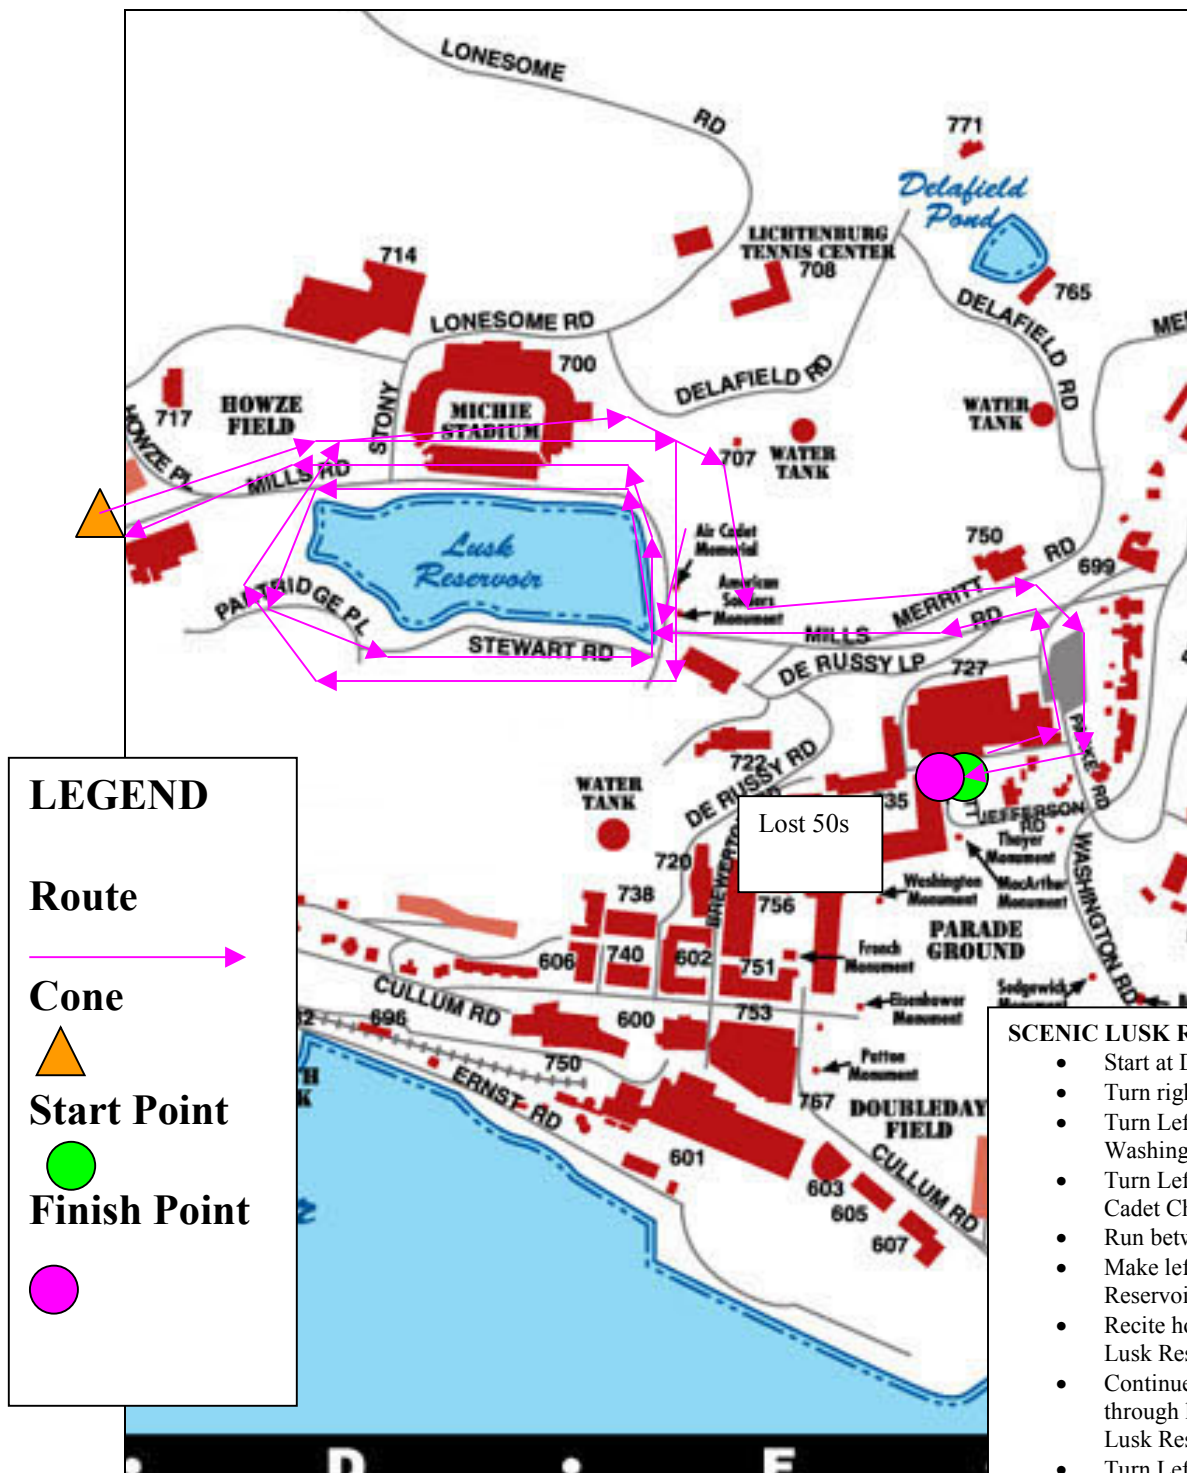 LONESOME
RD
771
Delafield
Pond
LICHTENBURG
TENNIS CENTER
708
714
765
LONESOME RD
DELAFIELD RD
700
DELAFIELD RD
717
HOWZE
FIELD
STONY
MICHIE
STADIUM
WATER
TANK
HOWZE PL
MILLS RD
707
WATER
TANK
Lusk
Reservoir
Air Cadet
Memorial
American
Soldiers
Monument
750
MERRITT RD
699
PARTRIDGE PL
STEWART RD
MILLS RD
DE RUSSY LP
727
722
DE RUSSY RD
WATER
TANK
735
JEFFERSON
RD
Thayer
Monument
MacArthur
Monument
WASHINGTON RD
Lost 50s
720
Washington
Monument
738
756
PARADE
GROUND
606
740
602
751
French
Monument
CULLUM RD
Eisenhower
Monument
Sedgewick
696
600
753
750
ERNST RD
Patton
Monument
767
DOUBLEDAY
FIELD
601
603
605
607
CULLUM RD
D
E
LEGEND
Route
Cone
Start Point
Finish Point
SCENIC LUSK R
• Start at D
• Turn righ
• Turn Lef
Washing
• Turn Lef
Cadet Ch
• Run betw
• Make lef
Reservoi
• Recite ho
Lusk Res
• Continue
through
Lusk Res
• Turn Lef